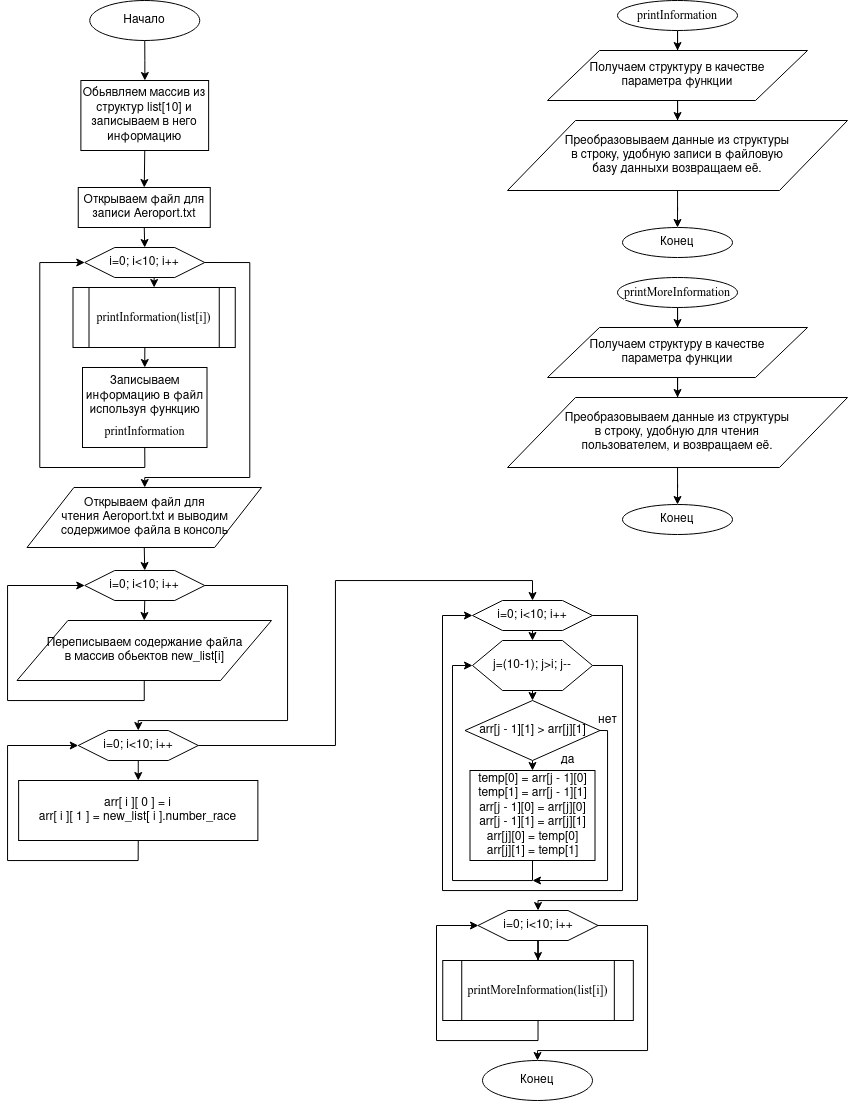 Начало
Обьявляем массив из
структур list[10] и
записываем в него
информацию
Открываем файл для
записи Aeroport.txt
i=0; i<10; i++
printInformation(list[i])
Записываем
информацию в файл
используя функцию
printInformation
Открываем файл для
чтения Aeroport.txt и выводим
содержимое файла в консоль
i=0; i<10; i++
Переписываем содержание файла
в массив обьектов new_list[i]
i=0; i<10; i++
arr[ i ][ 0 ] = i
arr[ i ][ 1 ] = new_list[ i ].number_race
i=0; i<10; i++
j=(10-1); j>i; j--
arr[j - 1][1] > arr[j][1]
нет
да
temp[0] = arr[j - 1][0]
temp[1] = arr[j - 1][1]
arr[j - 1][0] = arr[j][0]
arr[j - 1][1] = arr[j][1]
arr[j][0] = temp[0]
arr[j][1] = temp[1]
i=0; i<10; i++
printMoreInformation(list[i])
Конец
printInformation
Получаем структуру в качестве
параметра функции
Преобразовываем данные из структуры
в строку, удобную записи в файловую
базу данныхи возвращаем её.
Конец
printMoreInformation
Получаем структуру в качестве
параметра функции
Преобразовываем данные из структуры
в строку, удобную для чтения
пользователем, и возвращаем её.
Конец